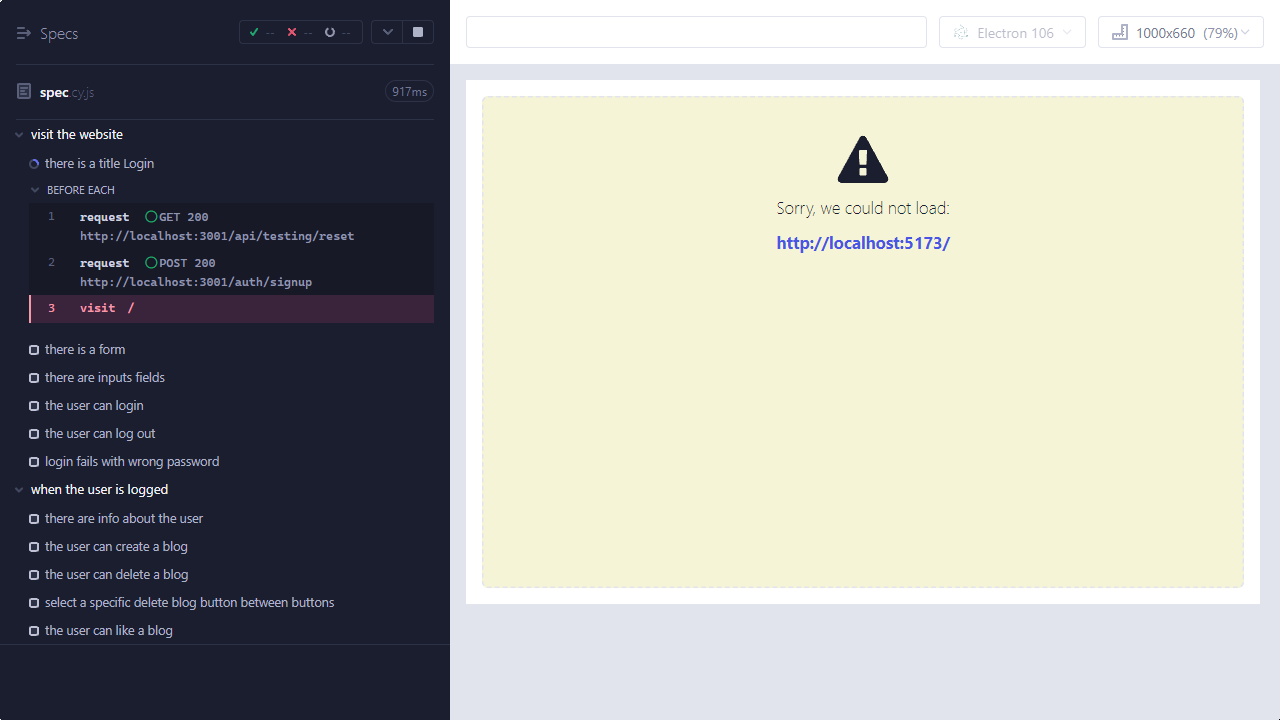 Specs
-- -- --
Electron 106
1000x660 (79%)
spec.cy.js
917ms
visit the website
there is a title Login
BEFORE EACH
1 request GET 200
http://localhost:3001/api/testing/reset
2 request POST 200
http://localhost:3001/auth/signup
3 visit /
there is a form
there are inputs fields
the user can login
the user can log out
login fails with wrong password
when the user is logged
there are info about the user
the user can create a blog
the user can delete a blog
select a specific delete blog button between buttons
the user can like a blog
Sorry, we could not load:
http://localhost:5173/